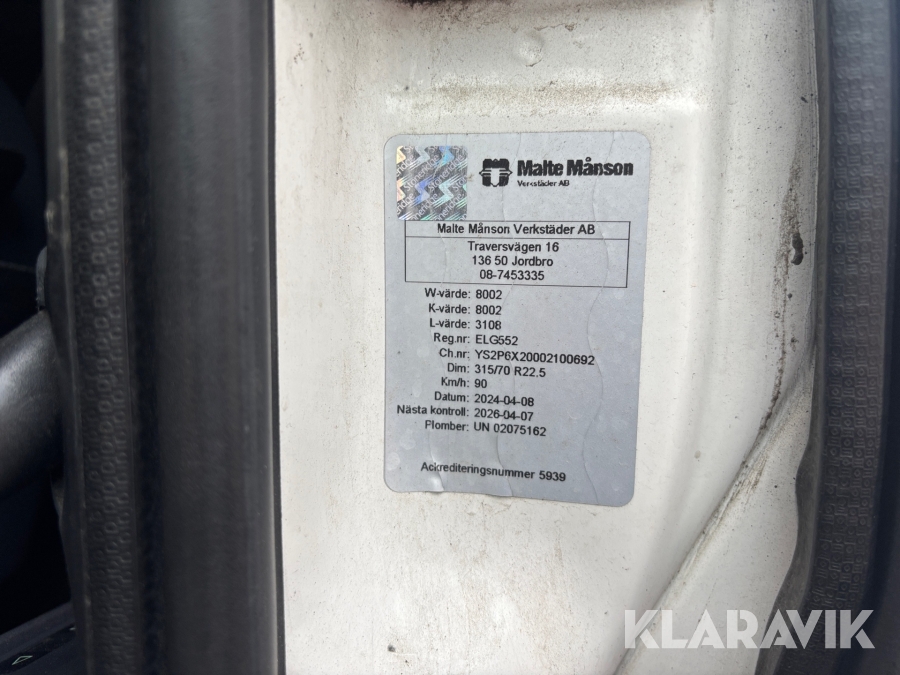 Malte Månson
Verkstäder AB
Malte Månson Verkstäder AB
Traversvägen 16
136 50 Jordbro
08-7453335
W-värde: 8002
K-värde: 8002
L-värde: 3108
Reg.nr: ELG552
Ch.nr: YS2P6X20002100692
Dim: 315/70 R22.5
Km/h: 90
Datum: 2024-04-08
Nästa kontroll: 2026-04-07
Plomber: UN 02075162
Ackrediteringsnummer 5939
KLARAVIK